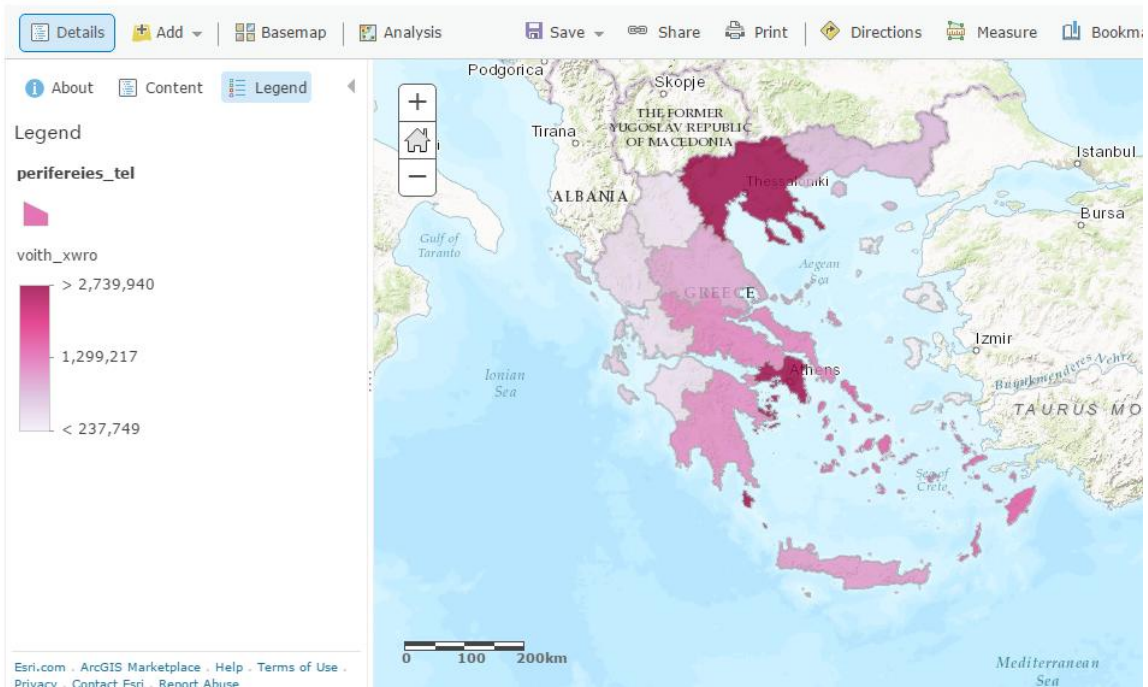 Details Add Basemap Analysis Save Share Print Directions Measure Bookma
About Content Legend
Legend
perifereies_tel
voith_xwro
> 2,739,940
1,299,217
< 237,749
Esri.com . ArcGIS Marketplace . Help . Terms of Use .
Privacy . Contact Esri . Report Abuse
+
−
Podgorica
Skopje
THE FORMER
YUGOSLAV REPUBLIC
OF MACEDONIA
Tirana
Istanbul
Thessaloniki
ALBANIA
Bursa
Gulf of
Taranto
Aegean
Sea
GREECE
Izmir
Athens
Ionian
Sea
TAURUS MO
Sea of
Crete
0 100 200km
Mediterranean
Sea